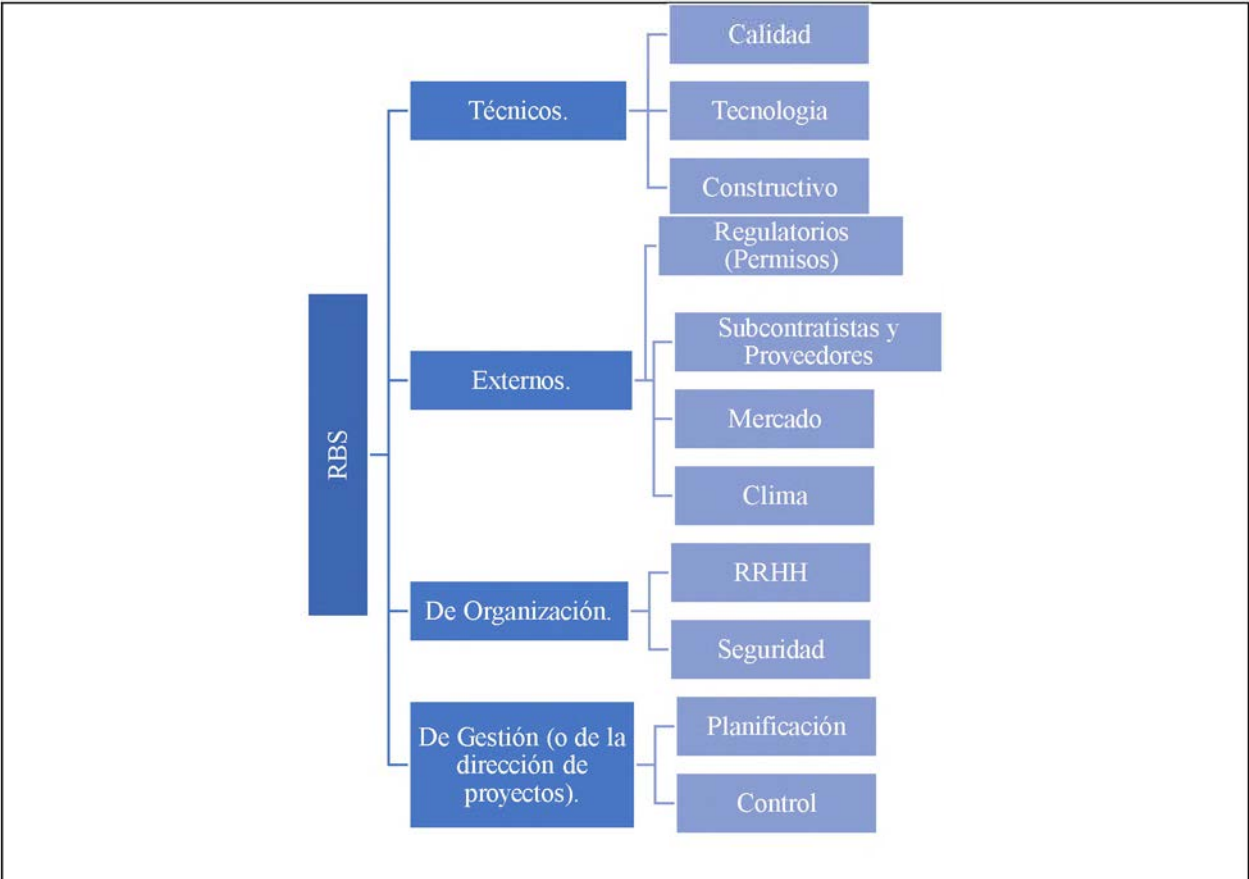 RBS
Técnicos.
Calidad
Tecnologia
Constructivo
Externos.
Regulatorios
(Permisos)
Subcontratistas y
Proveedores
Mercado
Clima
De Organización.
RRHH
Seguridad
De Gestión (o de la
dirección de
proyectos).
Planificación
Control